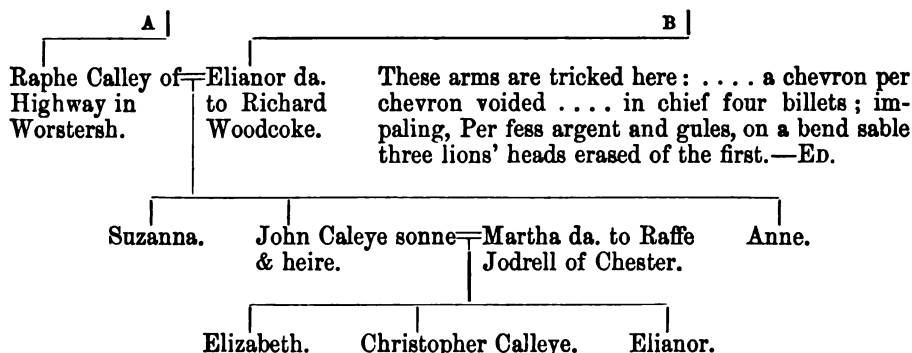 A B
Raphe Calley of Highway in Worstersh.
Elianor da. to Richard Woodcoke.
These arms are tricked here: .... a chevron per
chevron voided .... in chief four billets; im-
paling, Per fess argent and gules, on a bend sable
three lions' heads erased of the first.—ED.
Suzanna.
John Caleye sonne & heire.
Martha da. to Raffe Jodrell of Chester.
Anne.
Elizabeth. Christopher Calleye. Elianor.